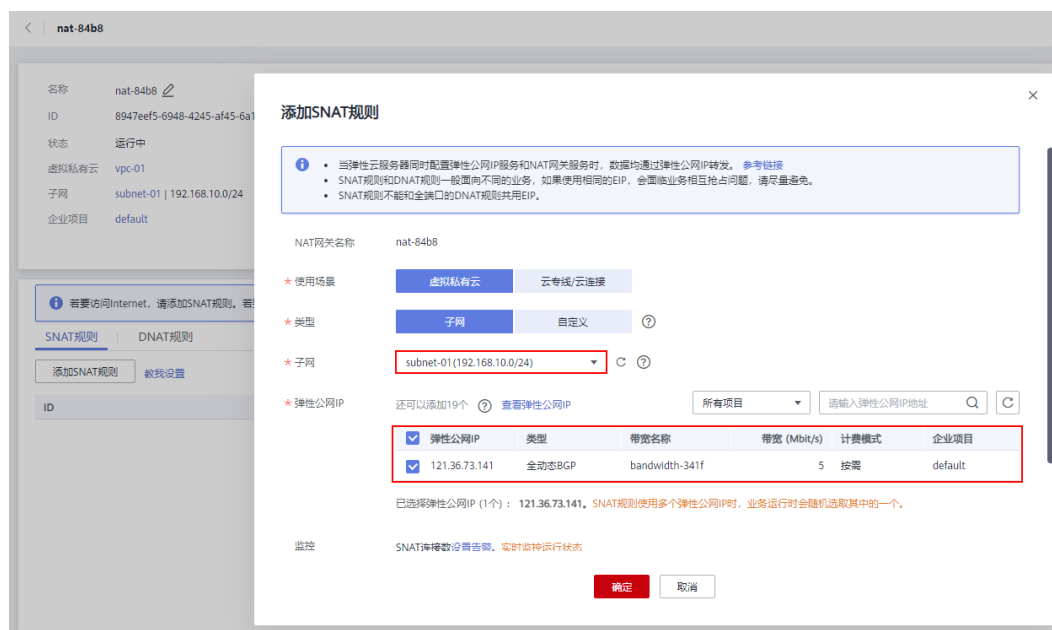 nat-84b8
名称 nat-84b8
ID 8947eef5-6948-4245-af45-6a1
状态 运行中
虚拟私有云 vpc-01
子网 subnet-01 | 192.168.10.0/24
企业项目 default
若要访问Internet，请添加SNAT规则。若
SNAT规则 DNAT规则
添加SNAT规则 教我设置
ID
添加SNAT规则
• 当弹性云服务器同时配置弹性公网IP服务和NAT网关服务时，数据均通过弹性公网IP转发。 参考链接
• SNAT规则和DNAT规则一般面向不同的业务，如果使用相同的EIP，会面临业务相互抢占问题，请尽量避免。
• SNAT规则不能和全端口的DNAT规则共用EIP。
NAT网关名称 nat-84b8
★ 使用场景 虚拟私有云 云专线/云连接
★ 类型 子网 自定义
★ 子网 subnet-01(192.168.10.0/24)
★ 弹性公网IP 还可以添加19个 查看弹性公网IP 所有项目 请输入弹性公网IP地址
弹性公网IP 类型 带宽名称 带宽 (Mbit/s) 计费模式 企业项目
121.36.73.141 全动态BGP bandwidth-341f 5 按需 default
已选择弹性公网IP (1个) ： 121.36.73.141。SNAT规则使用多个弹性公网IP时，业务运行时会随机选取其中的一个。
监控 SNAT连接数设置告警。实时监控运行状态
确定 取消